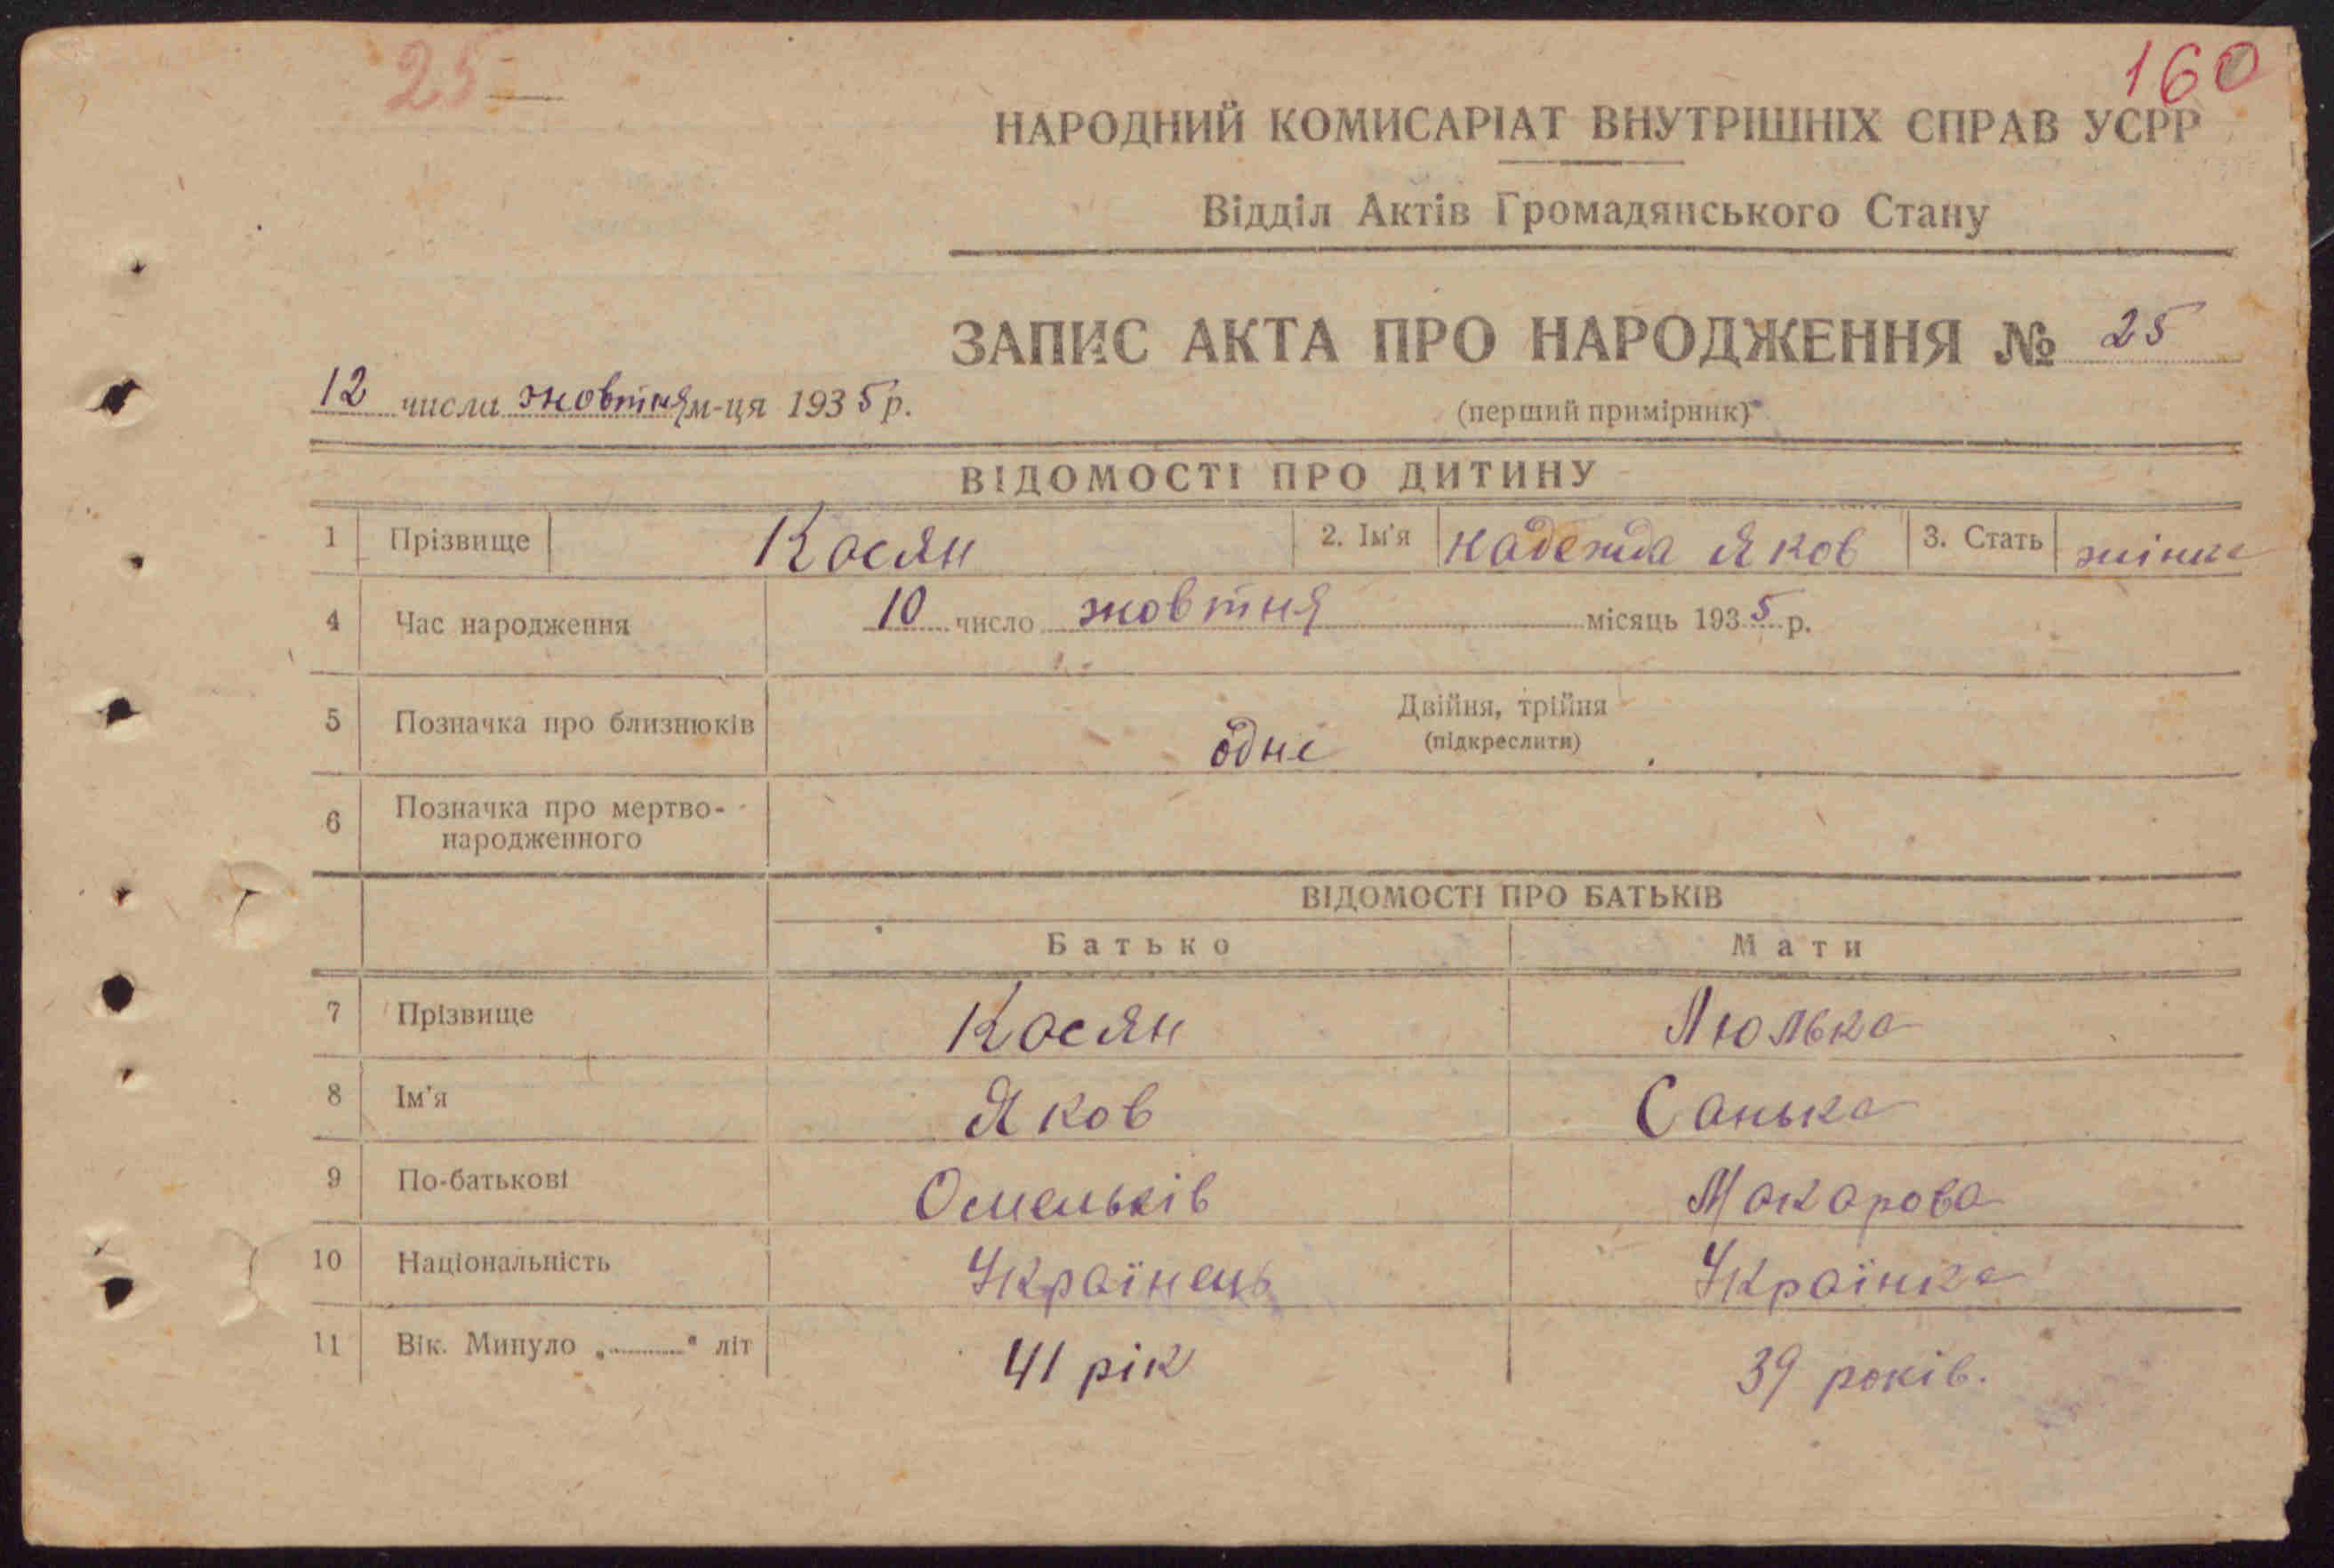 25
160
НАРОДНИЙ КОМИСАРІАТ ВНУТРІШНІХ СПРАВ УСРР
Відділ Актів Громадянського Стану
ЗАПИС АКТА ПРО НАРОДЖЕННЯ № 25
12 числа жовтня м-ця 1935 р.
(перший примірник)
ВІДОМОСТІ ПРО ДИТИНУ
1 Прізвище Косян 2. Ім'я Надежда Яков 3. Стать жінка
4 Час народження 10 число жовтня місяць 1935 р.
5 Позначка про близнюків одне Двійня, трійня
(підкреслити)
6 Позначка про мертво-
народженного
ВІДОМОСТІ ПРО БАТЬКІВ
Батько Мати
7 Прізвище Косян Люлька
8 Ім'я Яков Санька
9 По-батькові Омельків Макарова
10 Національність Українець Українка
11 Вік. Минуло „ " літ 41 рік 39 років.